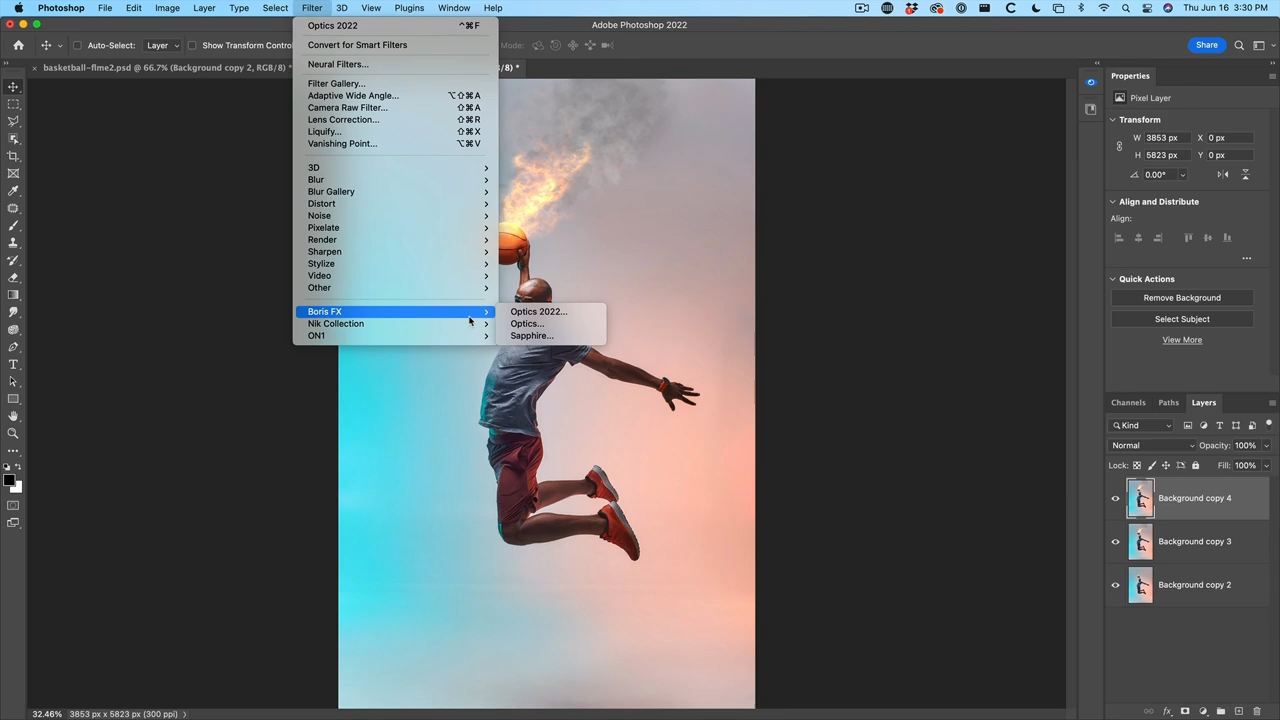 Photoshop File Edit Image Layer Type Select Filter 3D View Plugins Window Help Thu Jun 16 3:30 PM
Adobe Photoshop 2022
Auto-Select: Layer Show Transform Mode: Share
basketball-flme2.psd @ 66.7% (Background copy 2, RGB/8) * /8) *
Optics 2022 ^⌘F
Convert for Smart Filters
Neural Filters...
Filter Gallery...
Adaptive Wide Angle... ⌥⇧⌘A
Camera Raw Filter... ⇧⌘A
Lens Correction... ⇧⌘R
Liquify... ⇧⌘X
Vanishing Point... ⌥⌘V
3D
Blur
Blur Gallery
Distort
Noise
Pixelate
Render
Sharpen
Stylize
Video
Other
Boris FX
Nik Collection
ON1
Optics 2022...
Optics...
Sapphire...
Properties
Pixel Layer
Transform
W 3853 px X 0 px
H 5823 px Y 0 px
0.00°
Align and Distribute
Align:
Quick Actions
Remove Background
Select Subject
View More
Channels Paths Layers
Kind
Normal Opacity: 100%
Lock: Fill: 100%
Background copy 4
Background copy 3
Background copy 2
32.46% 3853 px x 5823 px (300 ppi)